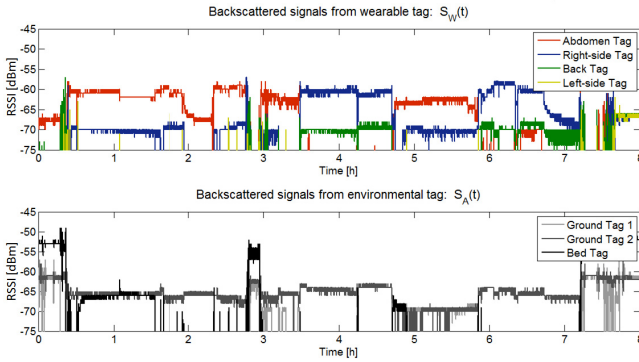 Backscattered signals from wearable tag: S_W(t)
-45
-50
-55
-60
-65
-70
-75
RSSI [dBm]
Abdomen Tag
Right-side Tag
Back Tag
Left-side Tag
0 1 2 3 4 5 6 7 8
Time [h]
Backscattered signals from environmental tag: S_A(t)
-45
-50
-55
-60
-65
-70
-75
RSSI [dBm]
Ground Tag 1
Ground Tag 2
Bed Tag
0 1 2 3 4 5 6 7 8
Time [h]